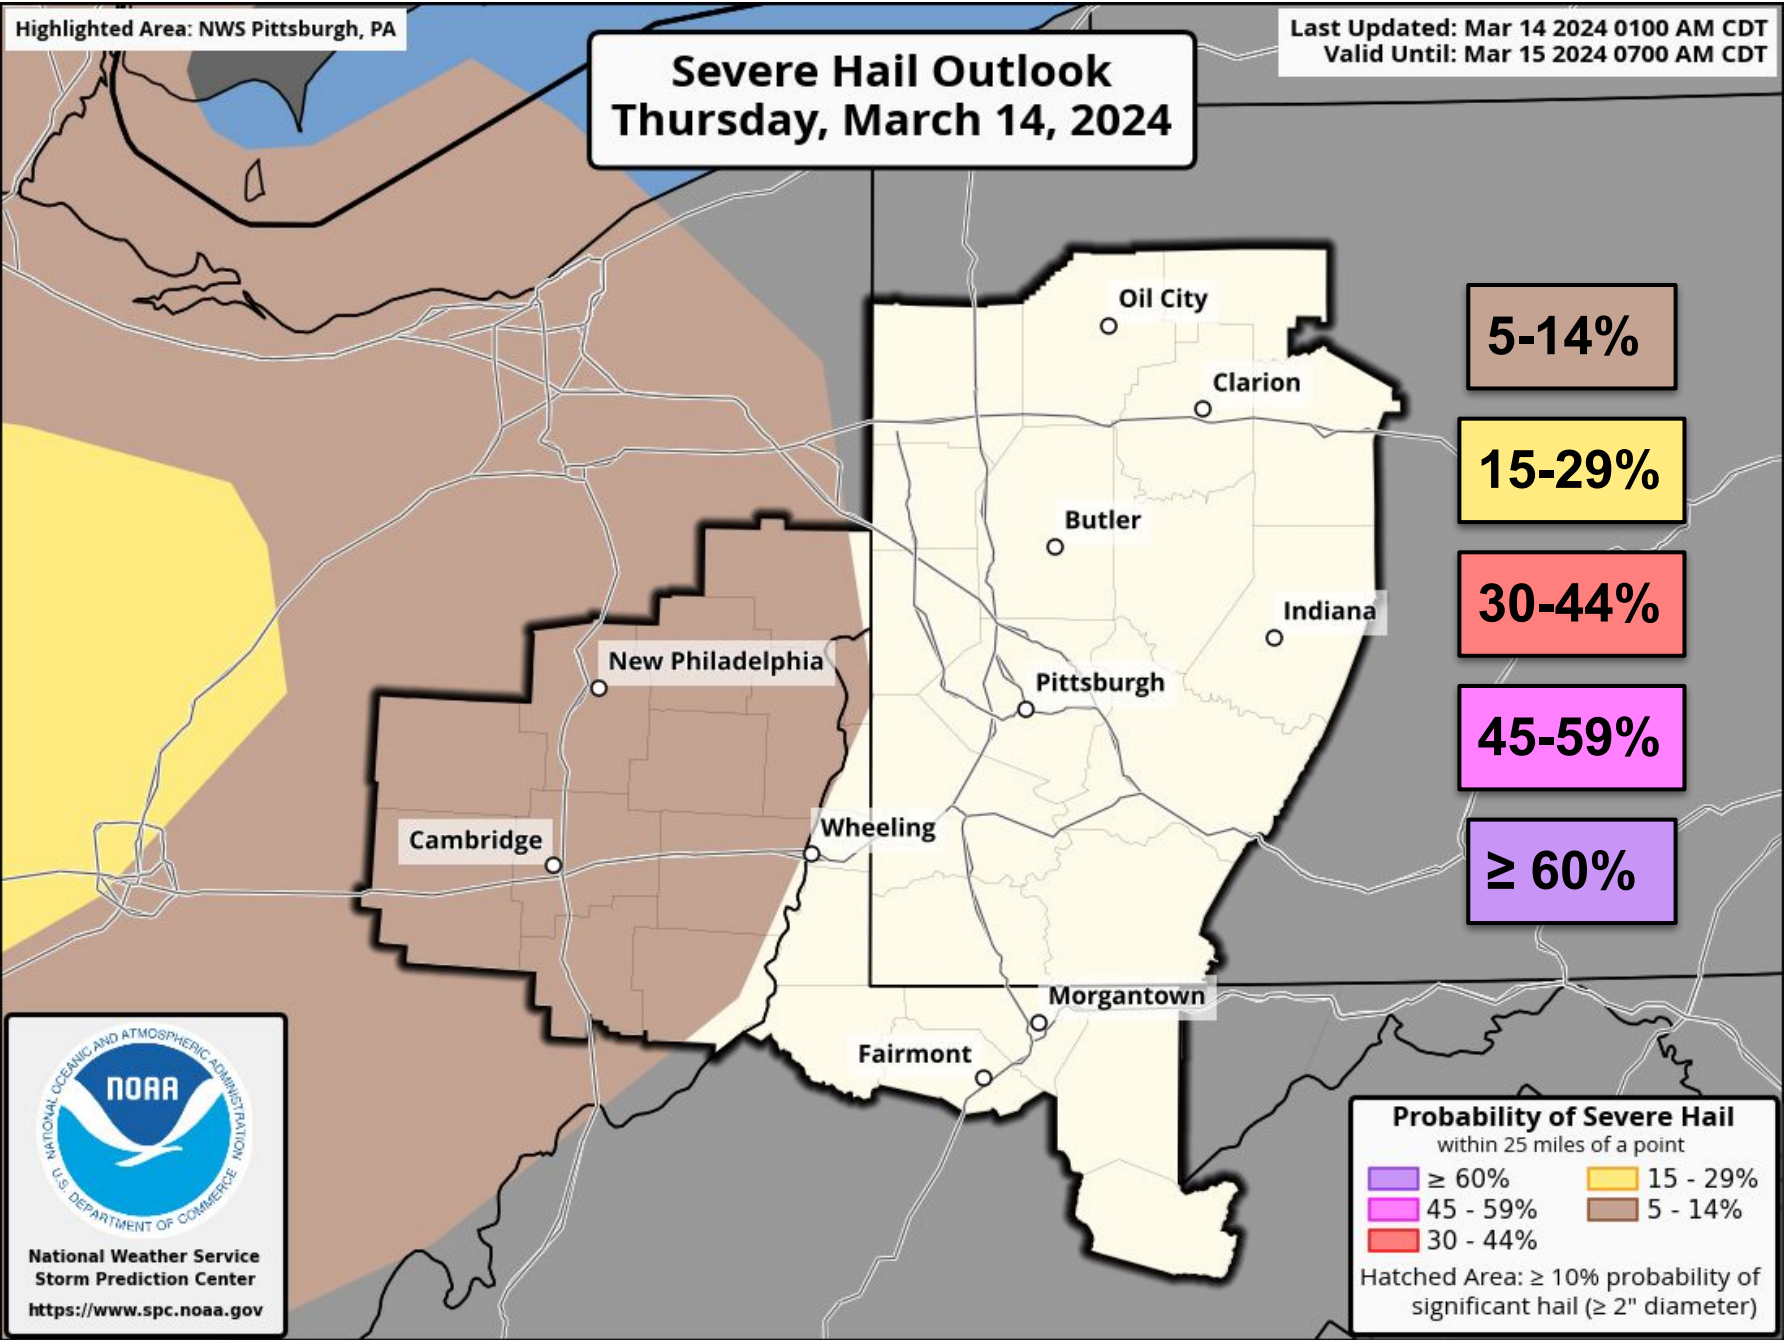 Highlighted Area: NWS Pittsburgh, PA
Severe Hail Outlook
Thursday, March 14, 2024
Last Updated: Mar 14 2024 0100 AM CDT
Valid Until: Mar 15 2024 0700 AM CDT
Oil City
Clarion
Butler
Indiana
New Philadelphia
Pittsburgh
Cambridge
Wheeling
Morgantown
Fairmont
5-14%
15-29%
30-44%
45-59%
≥ 60%
NATIONAL OCEANIC AND ATMOSPHERIC ADMINISTRATION
NOAA
U.S. DEPARTMENT OF COMMERCE
National Weather Service
Storm Prediction Center
https://www.spc.noaa.gov
Probability of Severe Hail
within 25 miles of a point
≥ 60%
15 - 29%
45 - 59%
5 - 14%
30 - 44%
Hatched Area: ≥ 10% probability of
significant hail (≥ 2" diameter)